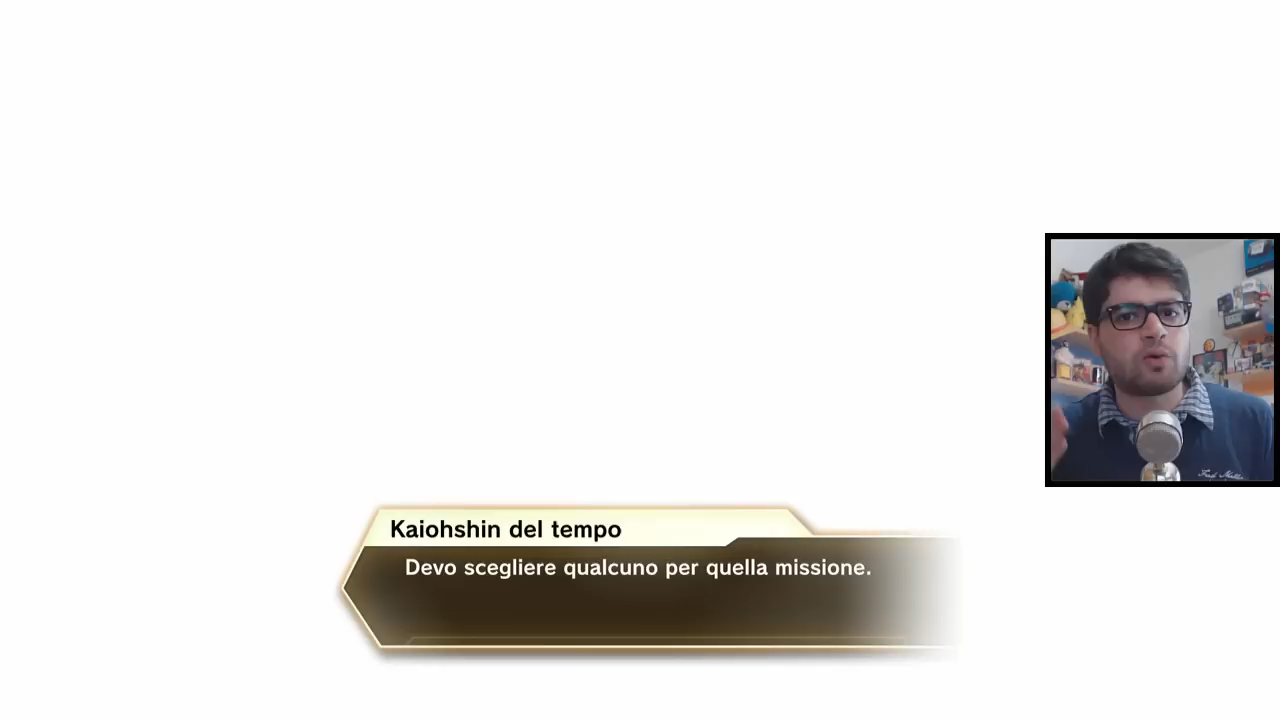 Kaiohshin del tempo
Devo scegliere qualcuno per quella missione.